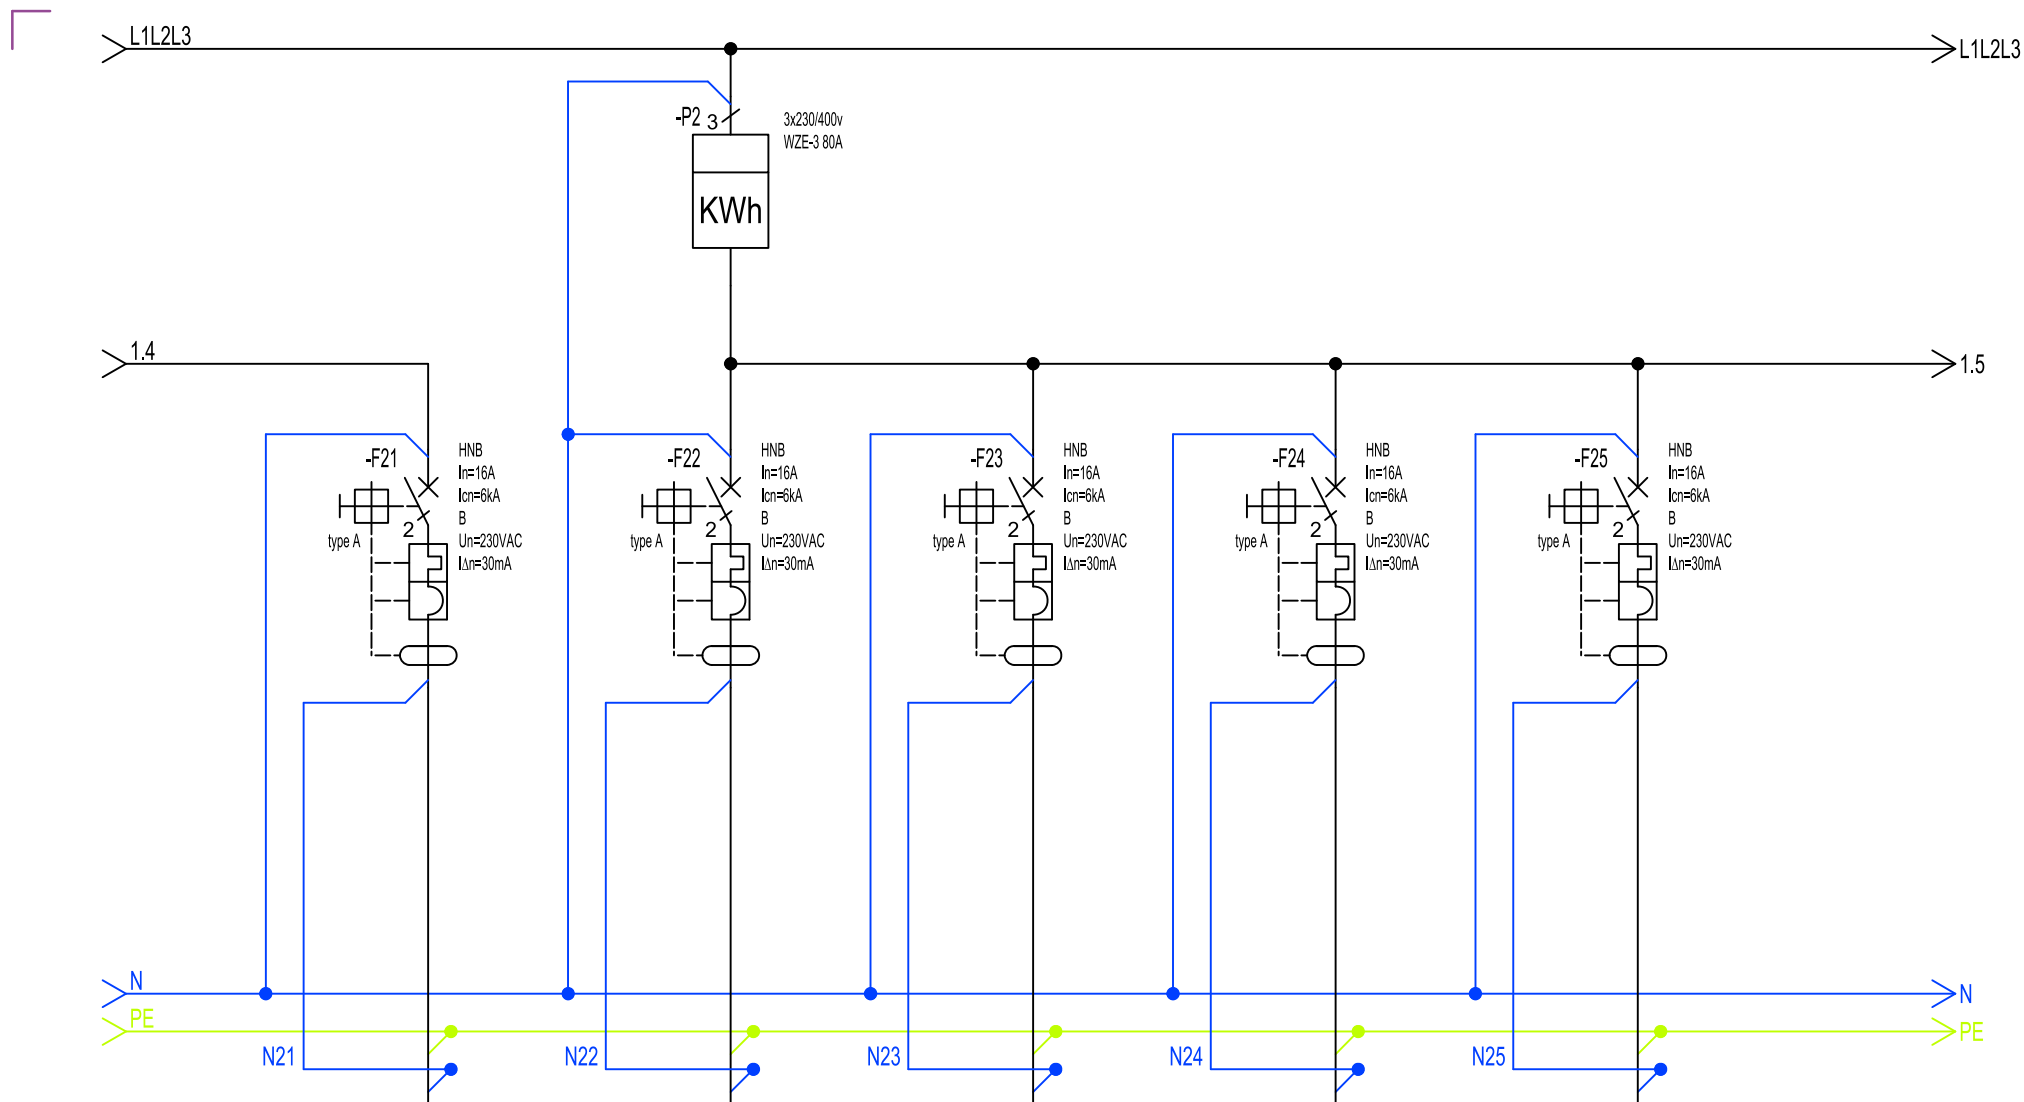 L1L2L3
L1L2L3
-P2
3
3x230/400v
WZE-3 80A
KWh
1.4
1.5
-F21
HNB
In=16A
Icn=6kA
B
Un=230VAC
IΔn=30mA
2
type A
-F22
HNB
In=16A
Icn=6kA
B
Un=230VAC
IΔn=30mA
2
type A
-F23
HNB
In=16A
Icn=6kA
B
Un=230VAC
IΔn=30mA
2
type A
-F24
HNB
In=16A
Icn=6kA
B
Un=230VAC
IΔn=30mA
2
type A
-F25
HNB
In=16A
Icn=6kA
B
Un=230VAC
IΔn=30mA
2
type A
N
N
PE
PE
N21
N22
N23
N24
N25